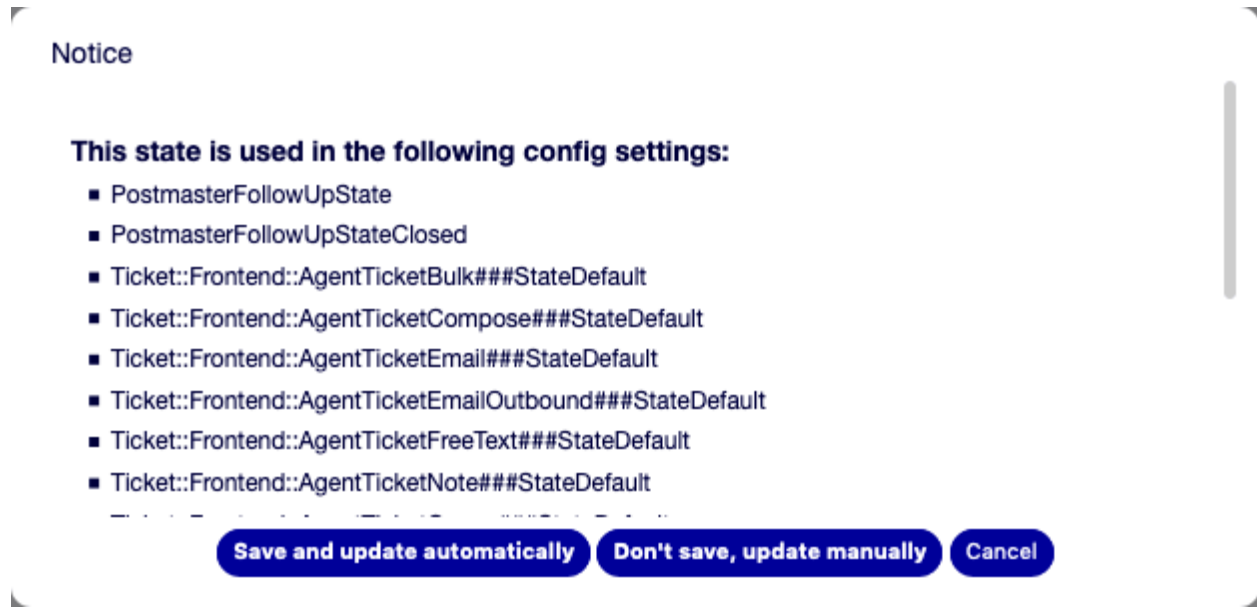 Notice
This state is used in the following config settings:
PostmasterFollowUpState
PostmasterFollowUpStateClosed
Ticket::Frontend::AgentTicketBulk###StateDefault
Ticket::Frontend::AgentTicketCompose###StateDefault
Ticket::Frontend::AgentTicketEmail###StateDefault
Ticket::Frontend::AgentTicketEmailOutbound###StateDefault
Ticket::Frontend::AgentTicketFreeText###StateDefault
Ticket::Frontend::AgentTicketNote###StateDefault
Save and update automatically Don't save, update manually Cancel